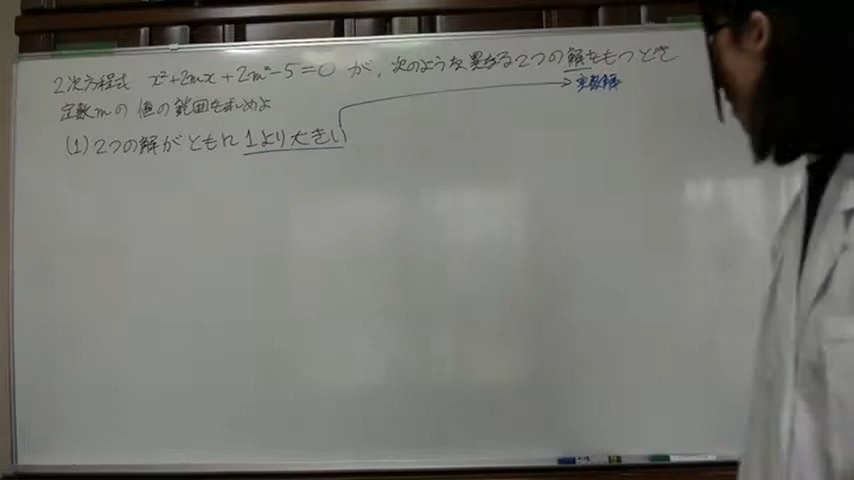 2次方程式 x²+2mx+2m²-5=0 が、次のような異なる2つの解をもつとき
実数解
定数mの値の範囲を求めよ
(1) 2つの解がともに1より大きい